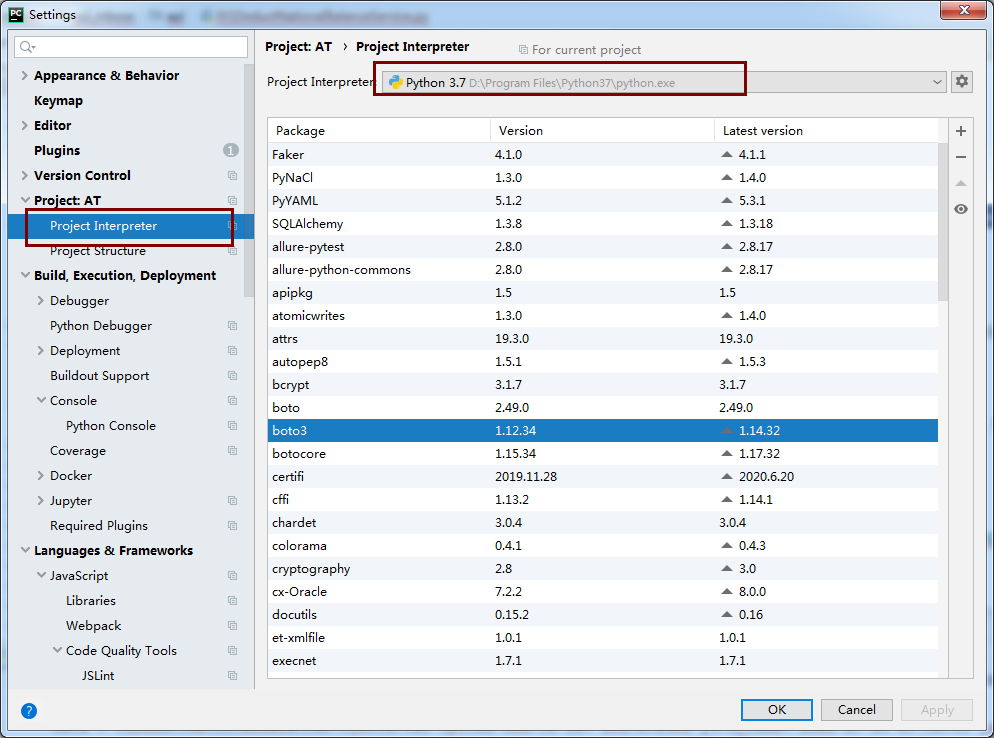 PC Settings
Project: AT › Project Interpreter For current project
Project Interpreter: Python 3.7 D:\Program Files\Python37\python.exe
Appearance & Behavior
Keymap
Editor
Plugins 1
Version Control
Project: AT
Project Interpreter
Project Structure
Build, Execution, Deployment
Debugger
Python Debugger
Deployment
Buildout Support
Console
Python Console
Coverage
Docker
Jupyter
Required Plugins
Languages & Frameworks
JavaScript
Libraries
Webpack
Code Quality Tools
JSLint
Package Version Latest version
Faker 4.1.0 4.1.1
PyNaCl 1.3.0 1.4.0
PyYAML 5.1.2 5.3.1
SQLAlchemy 1.3.8 1.3.18
allure-pytest 2.8.0 2.8.17
allure-python-commons 2.8.0 2.8.17
apipkg 1.5 1.5
atomicwrites 1.3.0 1.4.0
attrs 19.3.0 19.3.0
autopep8 1.5.1 1.5.3
bcrypt 3.1.7 3.1.7
boto 2.49.0 2.49.0
boto3 1.12.34 1.14.32
botocore 1.15.34 1.17.32
certifi 2019.11.28 2020.6.20
cffi 1.13.2 1.14.1
chardet 3.0.4 3.0.4
colorama 0.4.1 0.4.3
cryptography 2.8 3.0
cx-Oracle 7.2.2 8.0.0
docutils 0.15.2 0.16
et-xmlfile 1.0.1 1.0.1
execnet 1.7.1 1.7.1
? OK Cancel Apply